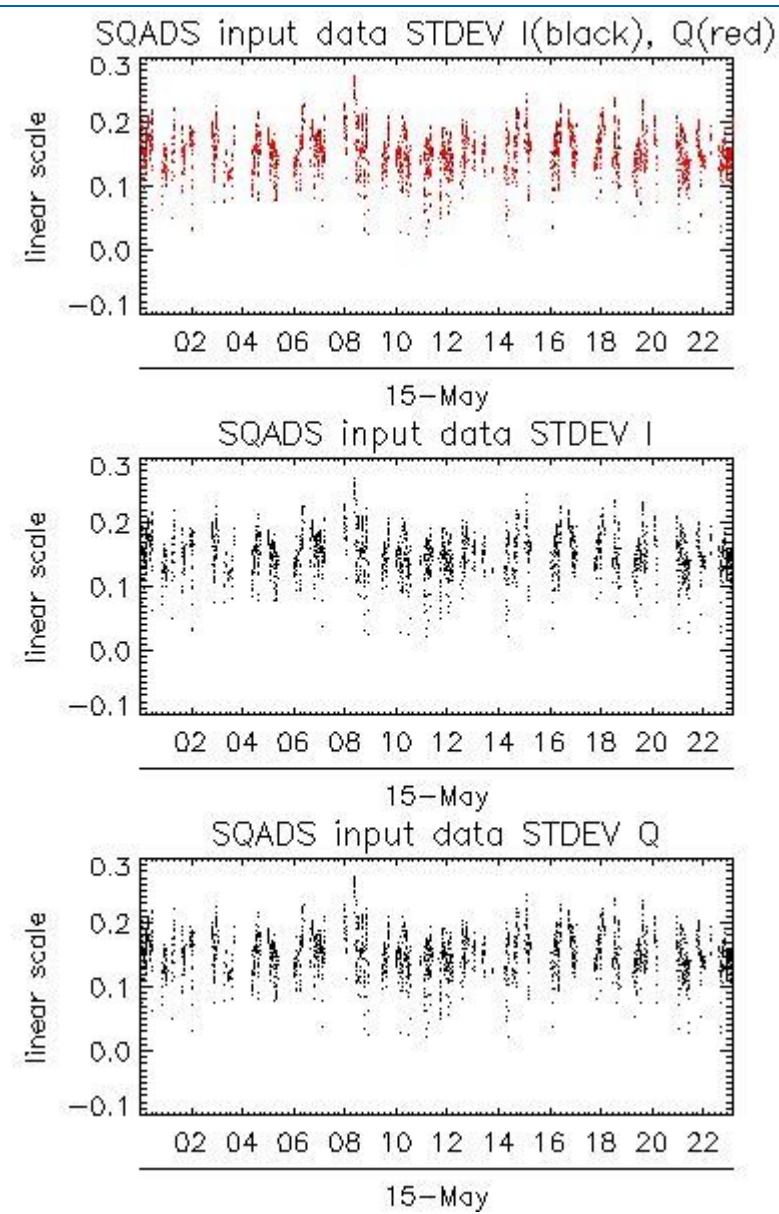 SQADS input data STDEV I(black), Q(red)
0.3
0.2
0.1
0.0
−0.1
linear scale
02 04 06 08 10 12 14 16 18 20 22
15−May
SQADS input data STDEV I
0.3
0.2
0.1
0.0
−0.1
linear scale
02 04 06 08 10 12 14 16 18 20 22
15−May
SQADS input data STDEV Q
0.3
0.2
0.1
0.0
−0.1
linear scale
02 04 06 08 10 12 14 16 18 20 22
15−May